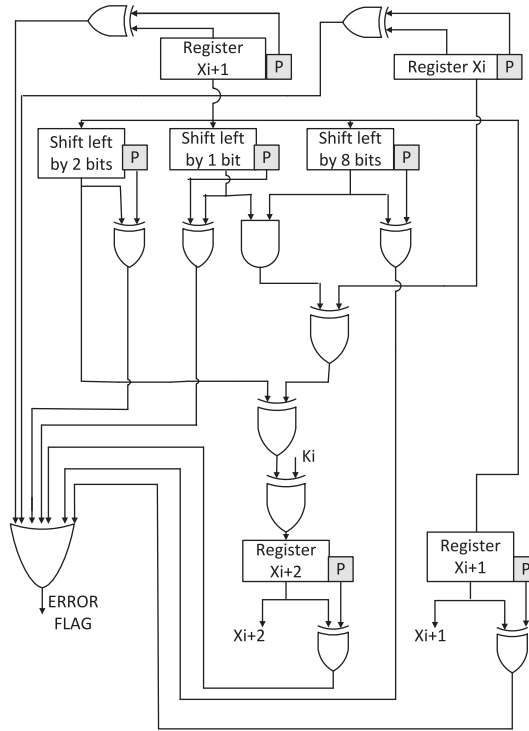 Register
Xi+1
P
Register Xi
P
Shift left
by 2 bits
P
Shift left
by 1 bit
P
Shift left
by 8 bits
P
Ki
Register
Xi+2
P
Register
Xi+1
P
ERROR
FLAG
Xi+2
Xi+1